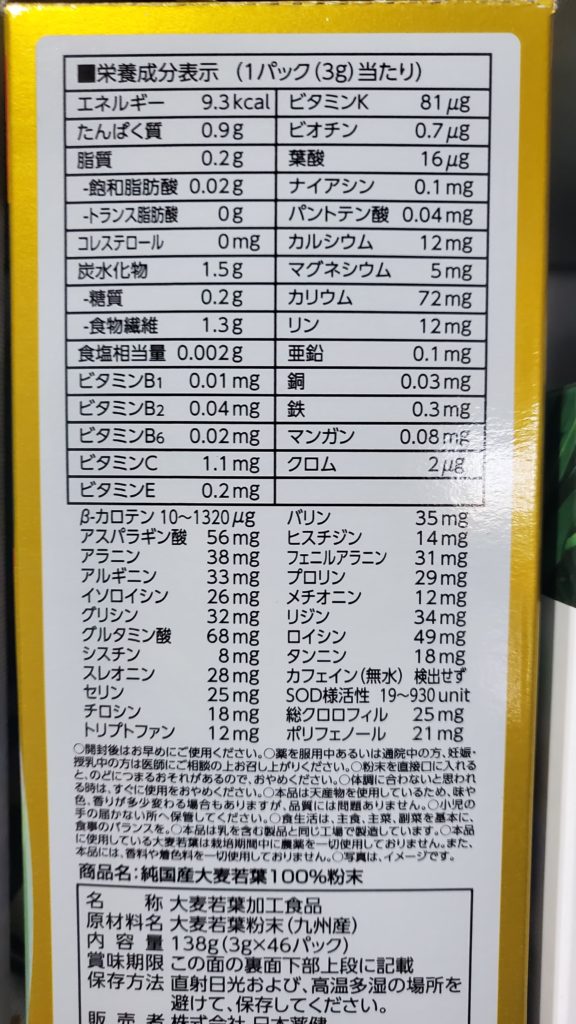 ■栄養成分表示 (1パック(3g)当たり)
エネルギー 9.3kcal ビタミンK 81μg
たんぱく質 0.9g ビオチン 0.7μg
脂質 0.2g 葉酸 16μg
-飽和脂肪酸 0.02g ナイアシン 0.1mg
-トランス脂肪酸 0g パントテン酸 0.04mg
コレステロール 0mg カルシウム 12mg
炭水化物 1.5g マグネシウム 5mg
-糖質 0.2g カリウム 72mg
-食物繊維 1.3g リン 12mg
食塩相当量 0.002g 亜鉛 0.1mg
ビタミンB1 0.01mg 銅 0.03mg
ビタミンB2 0.04mg 鉄 0.3mg
ビタミンB6 0.02mg マンガン 0.08mg
ビタミンC 1.1mg クロム 2μg
ビタミンE 0.2mg
β-カロテン 10〜1320μg バリン 35mg
アスパラギン酸 56mg ヒスチジン 14mg
アラニン 38mg フェニルアラニン 31mg
アルギニン 33mg プロリン 29mg
イソロイシン 26mg メチオニン 12mg
グリシン 32mg リジン 34mg
グルタミン酸 68mg ロイシン 49mg
シスチン 8mg タンニン 18mg
スレオニン 28mg カフェイン(無水) 検出せず
セリン 25mg SOD様活性 19〜930unit
チロシン 18mg 総クロロフィル 25mg
トリプトファン 12mg ポリフェノール 21mg
○開封後はお早めにご使用ください。○薬を服用中あるいは通院中の方、妊娠・
授乳中の方は医師にご相談の上お召し上がりください。○粉末を直接口に入れる
と、のどにつまるおそれがあるので、おやめください。○体調に合わないと思われ
る時は、すぐに使用をおやめください。○本品は天産物を使用しているため、味や
色、香りが多少変わる場合もありますが、品質には問題ありません。○小児の
手の届かない所へ保管してください。○食生活は、主食、主菜、副菜を基本に、
食事のバランスを。○本品は乳を含む製品と同じ工場で製造しています。○本品
に使用している大麦若葉は栽培期間中に農薬を一切使用しておりません。また、
本品には、香料や着色料を一切使用しておりません。○写真は、イメージです。
商品名:純国産大麦若葉100%粉末
名 称 大麦若葉加工食品
原材料名 大麦若葉粉末(九州産)
内 容 量 138g(3g×46パック)
賞味期限 この面の裏面下部上段に記載
保存方法 直射日光および、高温多湿の場所を
避けて、保存してください。
販 売 者 株式会社 日本薬健